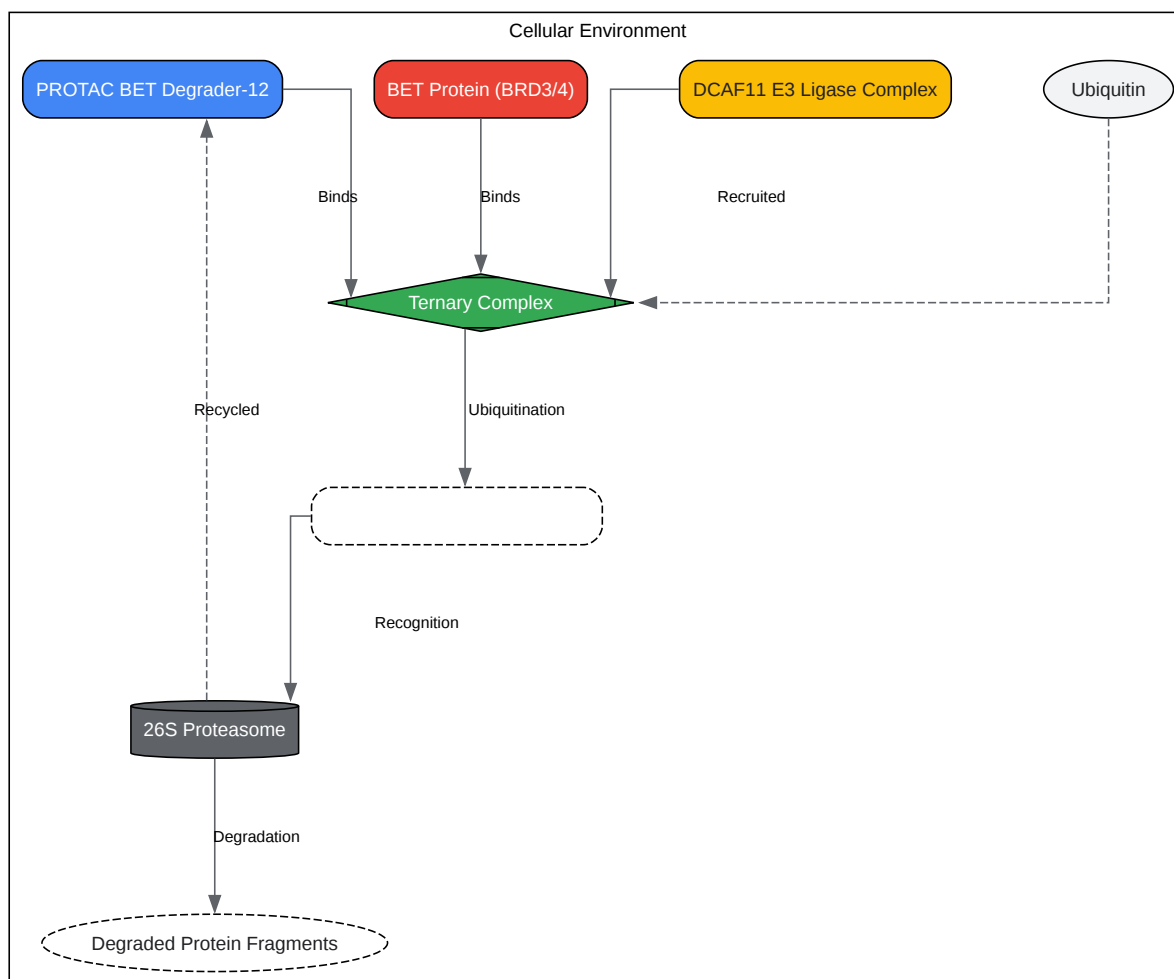 Cellular Environment
PROTAC BET Degrader-12
BET Protein (BRD3/4)
DCAF11 E3 Ligase Complex
Ubiquitin
Binds
Binds
Recruited
Ternary Complex
Recycled
Ubiquitination
Recognition
26S Proteasome
Degradation
Degraded Protein Fragments